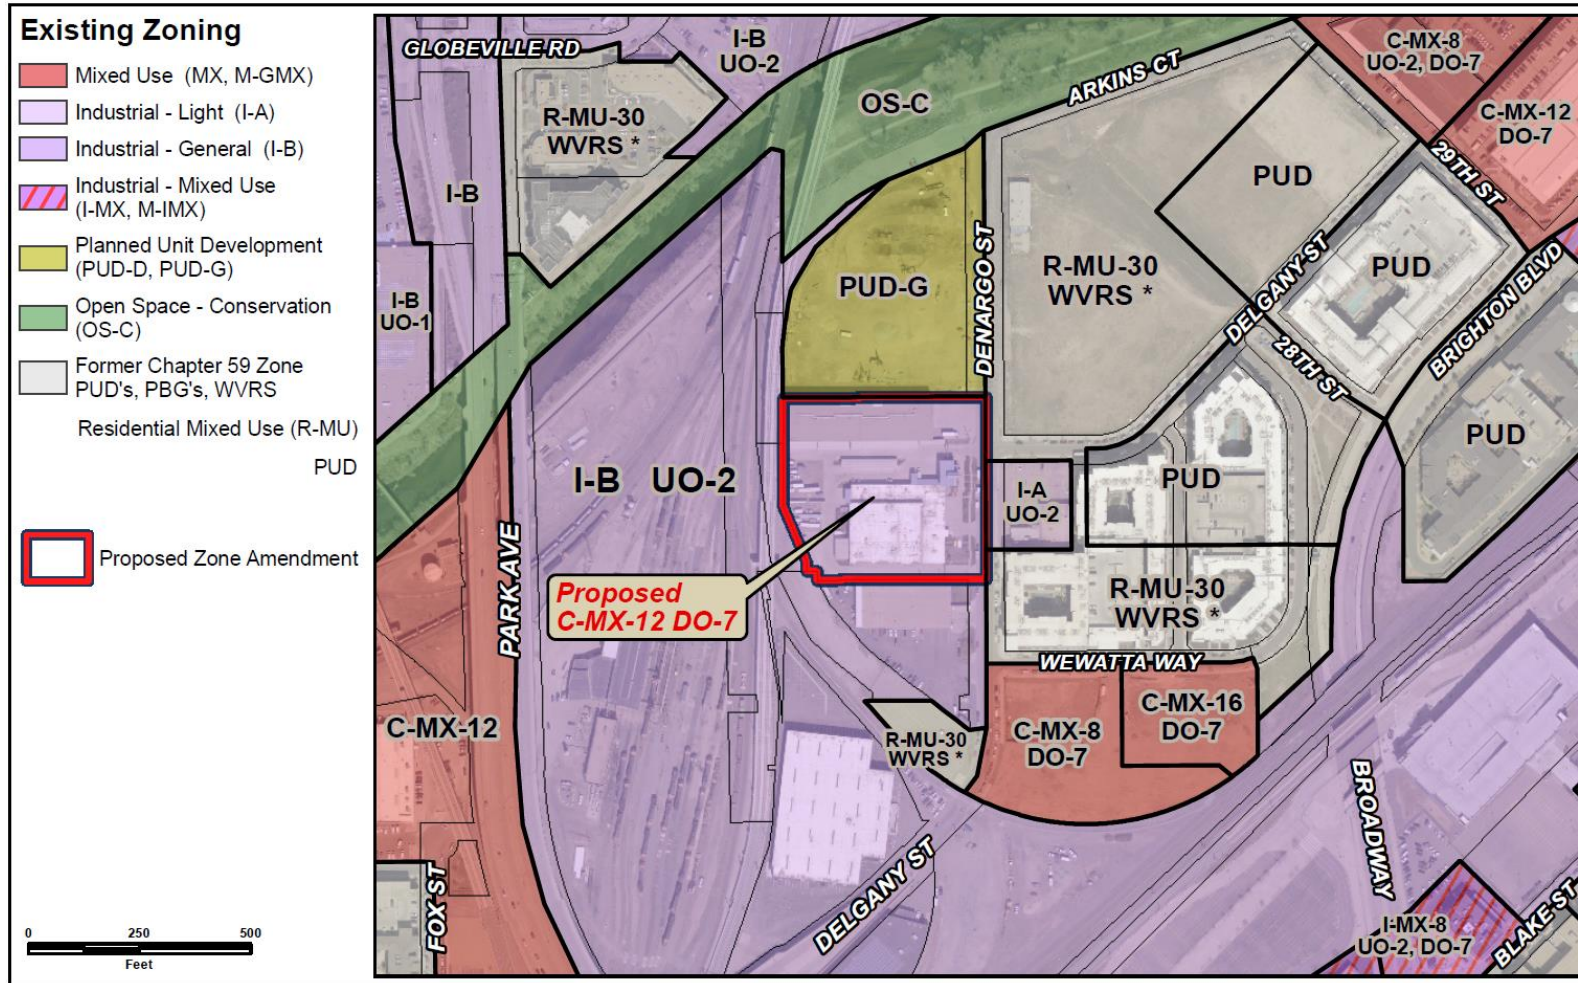 Existing Zoning
Mixed Use (MX, M-GMX)
Industrial - Light (I-A)
Industrial - General (I-B)
Industrial - Mixed Use
(I-MX, M-IMX)
Planned Unit Development
(PUD-D, PUD-G)
Open Space - Conservation
(OS-C)
Former Chapter 59 Zone
PUD's, PBG's, WVRS
Residential Mixed Use (R-MU)
PUD
Proposed Zone Amendment
0 250 500
Feet
GLOBEVILLE RD
I-B
UO-2
R-MU-30
WVRS *
OS-C
ARKINS CT
C-MX-8
UO-2, DO-7
C-MX-12
DO-7
29TH ST
PUD
I-B
I-B
UO-1
PUD-G
DENARGO ST
R-MU-30
WVRS *
DELGANY ST
PUD
28TH ST
BRIGHTON BLVD
PUD
I-B UO-2
I-A
UO-2
PUD
PARK AVE
Proposed
C-MX-12 DO-7
R-MU-30
WVRS *
WEWATTA WAY
C-MX-12
R-MU-30
WVRS *
C-MX-8
DO-7
C-MX-16
DO-7
BROADWAY
FOX ST
DELGANY ST
I-MX-8
UO-2, DO-7
BLAKE ST